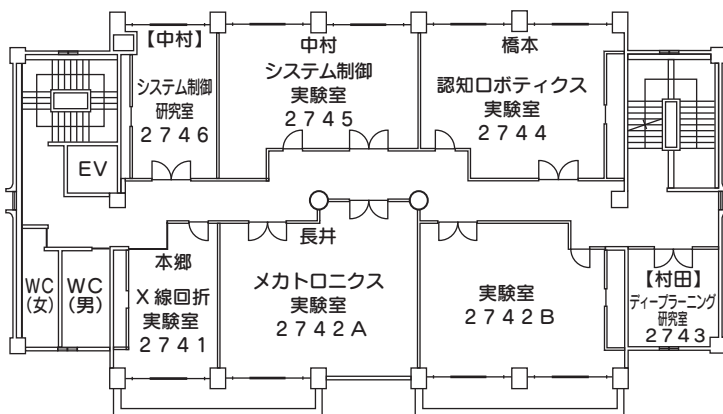 【中村】
システム制御
研究室
2746
中村
システム制御
実験室
2745
橋本
認知ロボティクス
実験室
2744
EV
WC
(女)
WC
(男)
本郷
X線回折
実験室
2741
長井
メカトロニクス
実験室
2742A
実験室
2742B
【村田】
ディープラーニング
研究室
2743